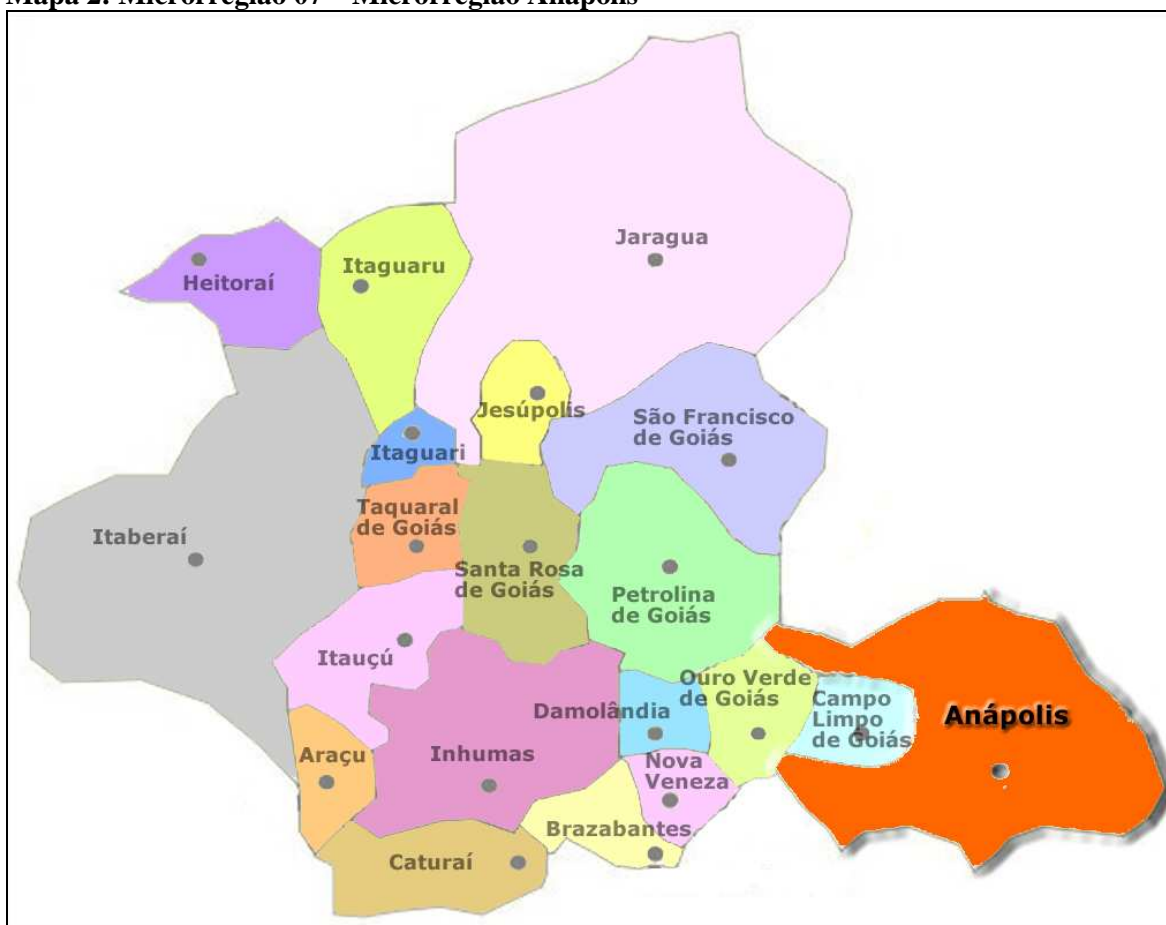 Mapa 2: Microrregião 07 – Microrregião Anápolis
Jaragua
Heitoraí
Itaguaru
Jesúpolis
São Francisco
de Goiás
Itaguari
Taquaral
de Goiás
Itaberaí
Santa Rosa
de Goiás
Petrolina
de Goiás
Itauçú
Ouro Verde
de Goiás
Campo
Limpo
de Goiás
Anápolis
Damolândia
Araçu
Inhumas
Nova
Veneza
Brazabantes
Caturaí